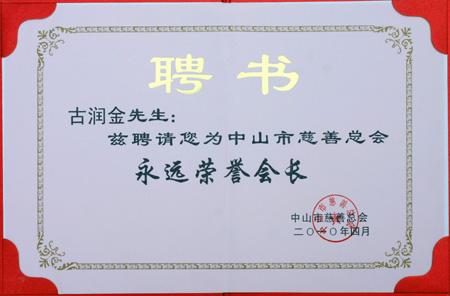 聘书
古润金先生：
兹聘请您为中山市慈善总会
永远荣誉会长
中山市慈善总会
二〇一〇年四月